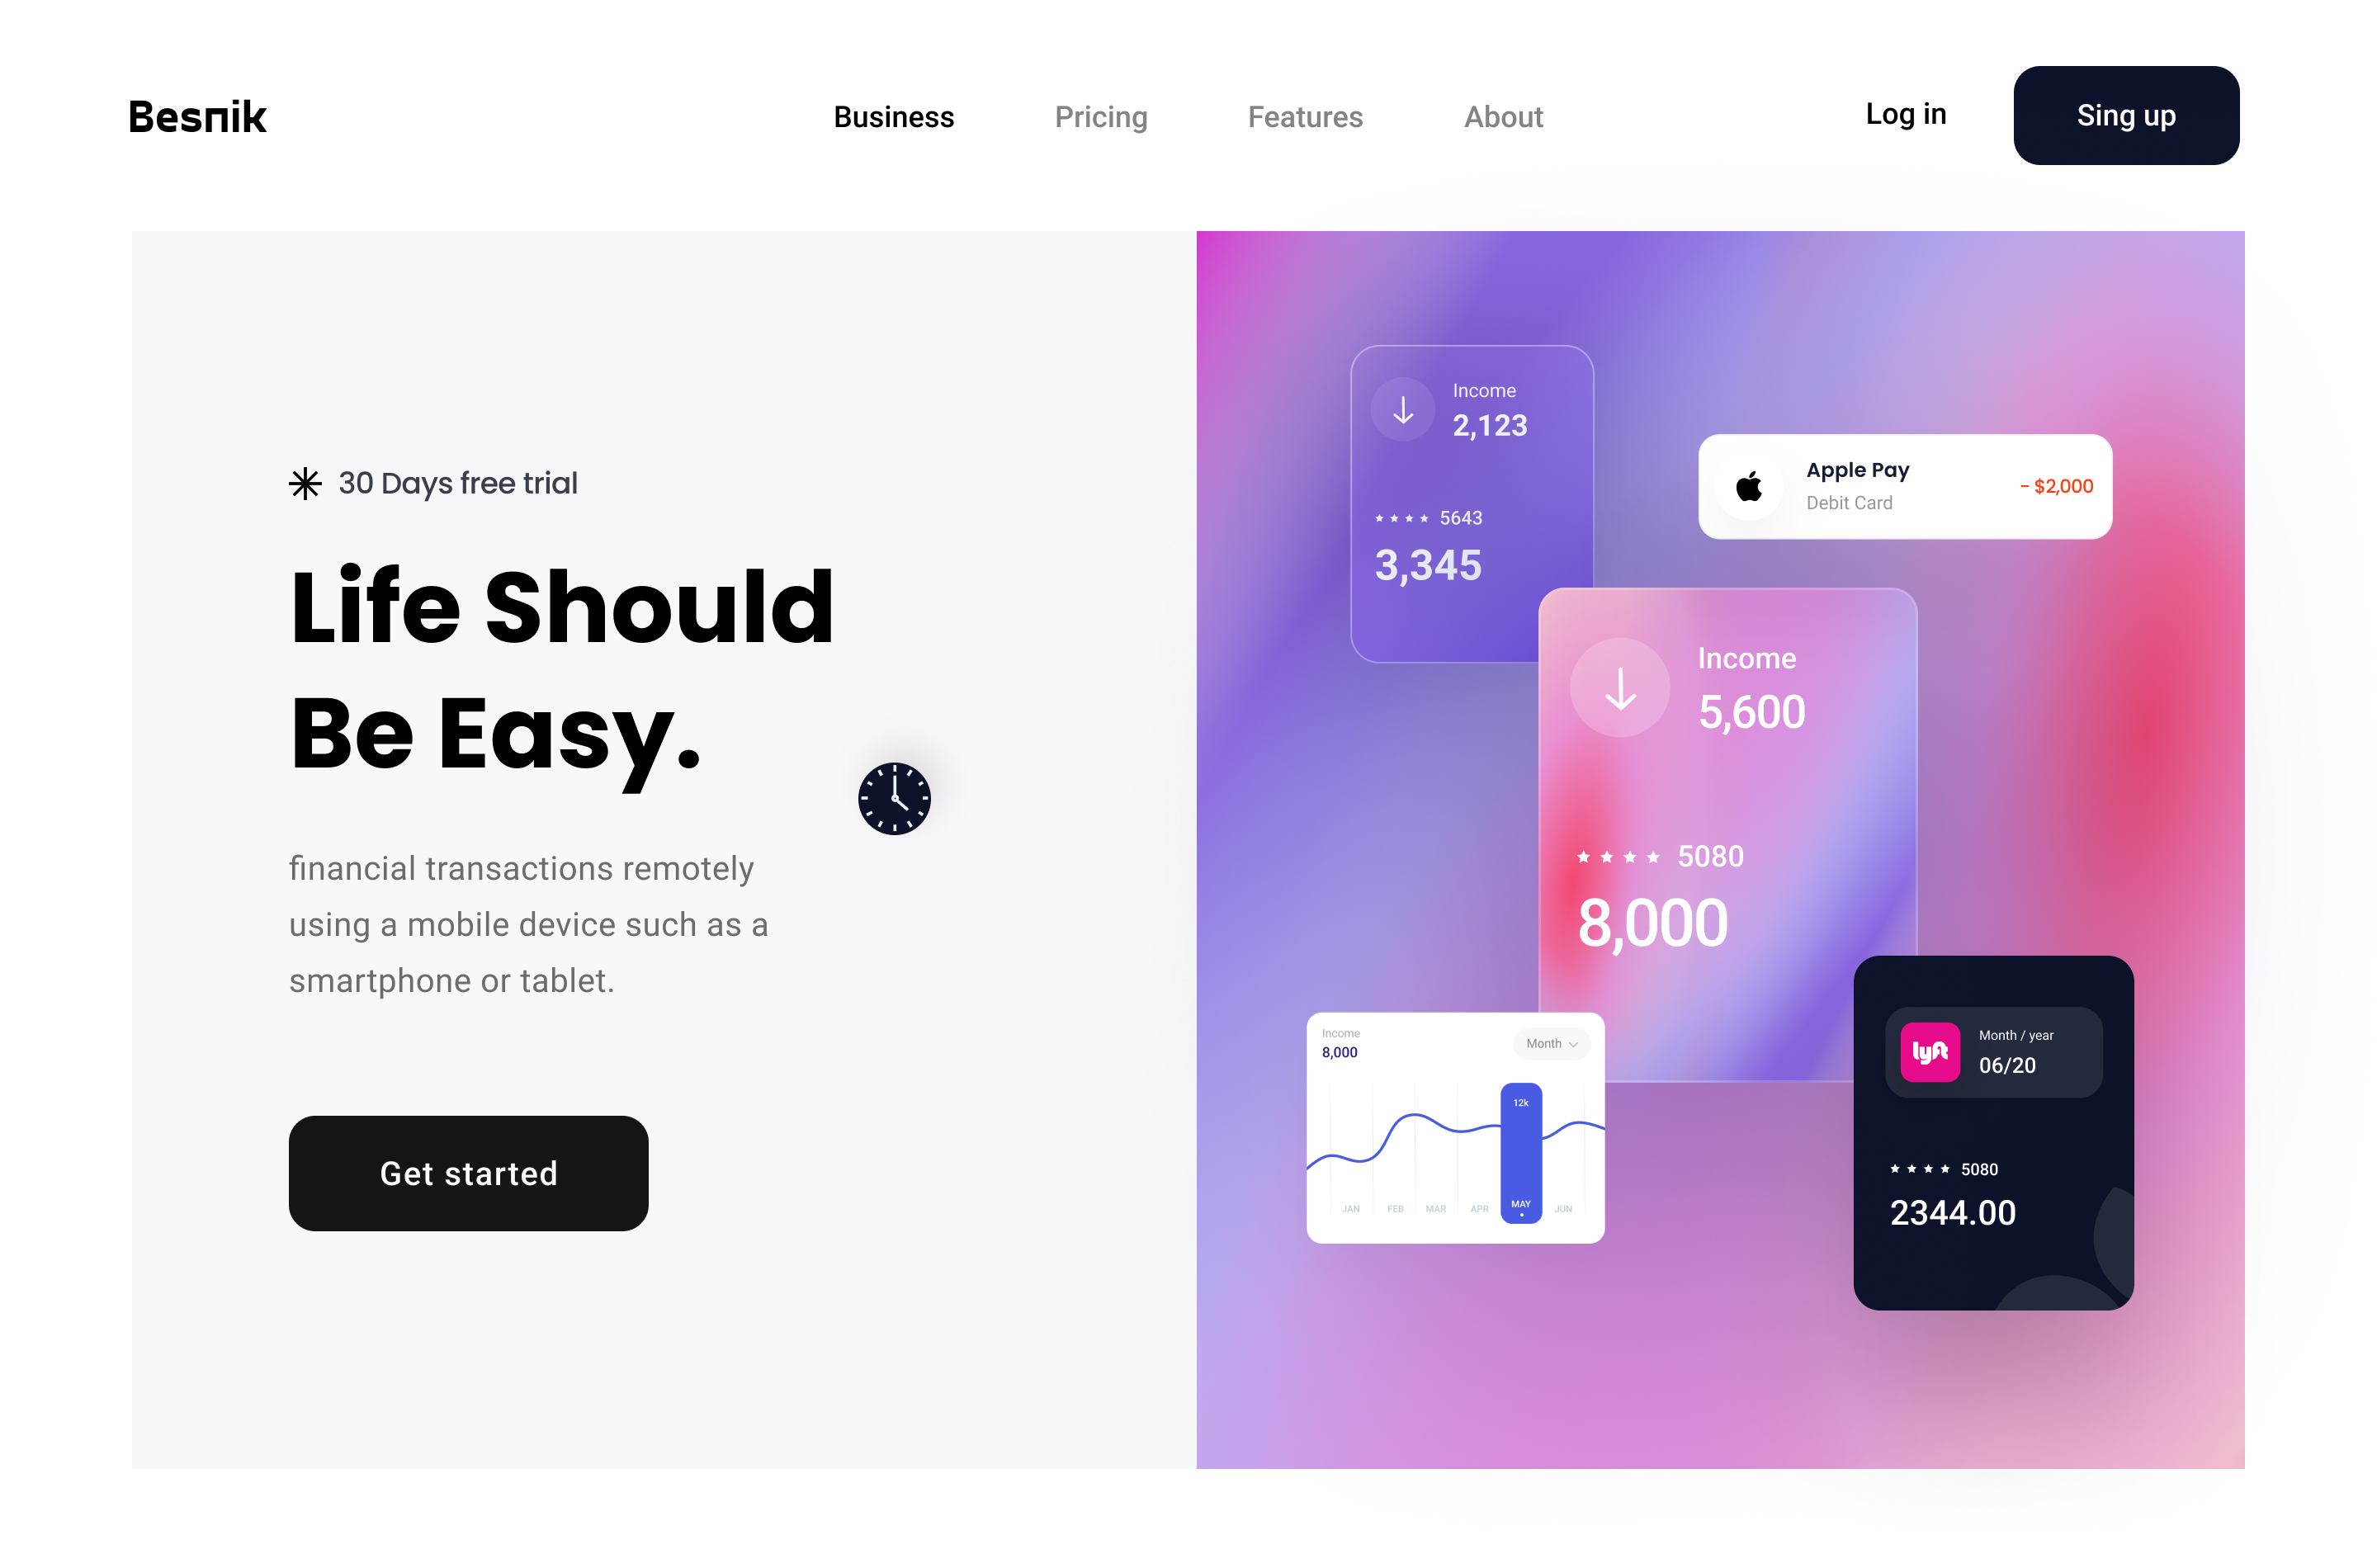 Besnik
Business
Pricing
Features
About
Log in
Sing up
30 Days free trial
Life Should
Be Easy.
financial transactions remotely
using a mobile device such as a
smartphone or tablet.
Get started
Income
2,123
5643
3,345
Apple Pay
Debit Card
- $2,000
Income
5,600
5080
8,000
Income
8,000
Month
12k
JAN FEB MAR APR MAY JUN
lyft
Month / year
06/20
5080
2344.00